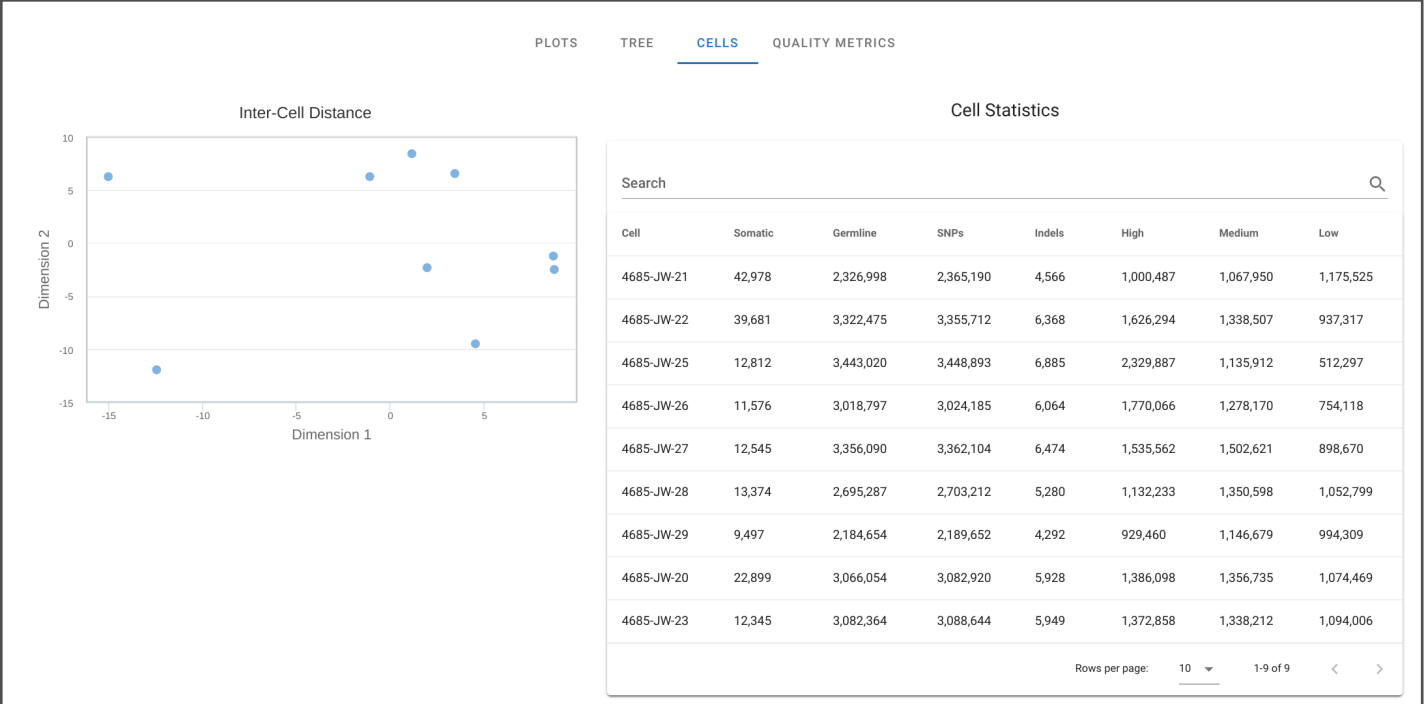 PLOTS TREE CELLS QUALITY METRICS
Inter-Cell Distance
10
5
0
-5
-10
-15
Dimension 2
-15 -10 -5 0 5
Dimension 1
Cell Statistics
Search
Cell Somatic Germline SNPs Indels High Medium Low
4685-JW-21 42,978 2,326,998 2,365,190 4,566 1,000,487 1,067,950 1,175,525
4685-JW-22 39,681 3,322,475 3,355,712 6,368 1,626,294 1,338,507 937,317
4685-JW-25 12,812 3,443,020 3,448,893 6,885 2,329,887 1,135,912 512,297
4685-JW-26 11,576 3,018,797 3,024,185 6,064 1,770,066 1,278,170 754,118
4685-JW-27 12,545 3,356,090 3,362,104 6,474 1,535,562 1,502,621 898,670
4685-JW-28 13,374 2,695,287 2,703,212 5,280 1,132,233 1,350,598 1,052,799
4685-JW-29 9,497 2,184,654 2,189,652 4,292 929,460 1,146,679 994,309
4685-JW-20 22,899 3,066,054 3,082,920 5,928 1,386,098 1,356,735 1,074,469
4685-JW-23 12,345 3,082,364 3,088,644 5,949 1,372,858 1,338,212 1,094,006
Rows per page: 10 1-9 of 9